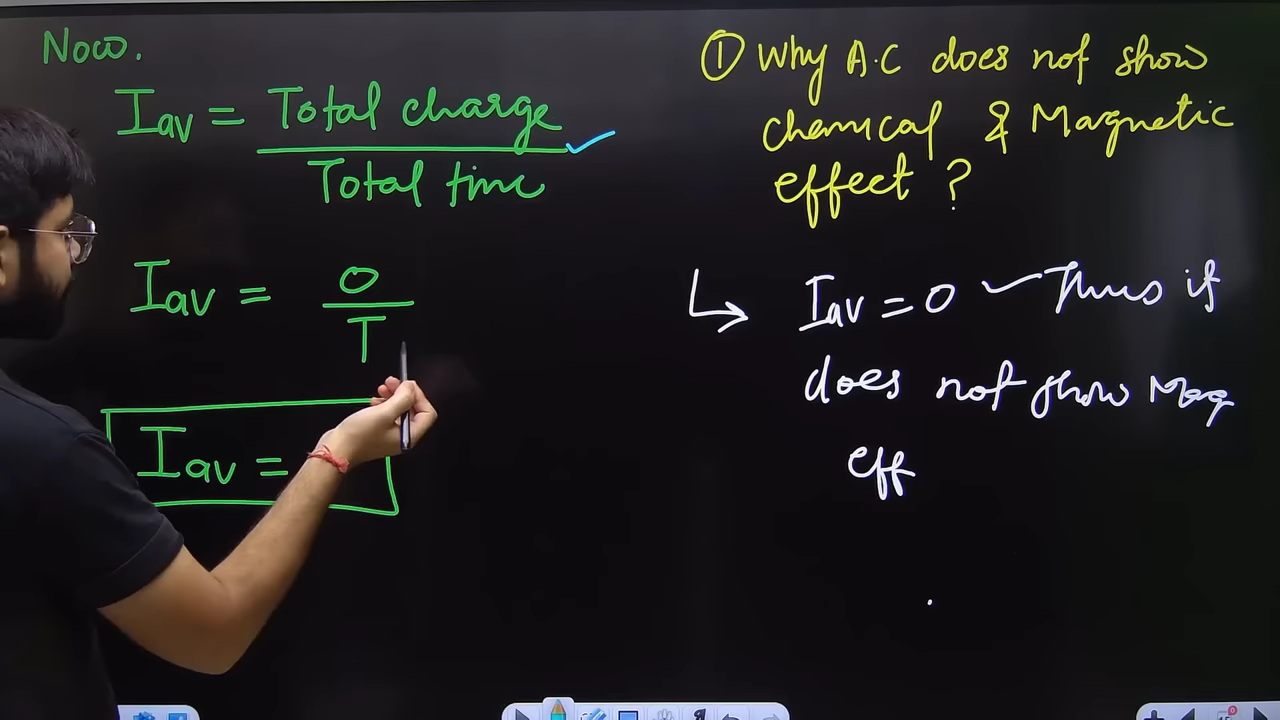 Now.
Iav = Total charge
Total time
Iav = 0
T
Iav =
① Why A.C does not show
chemical & Magnetic
effect ?
Iav = 0 Thus it
does not show Mag
eff